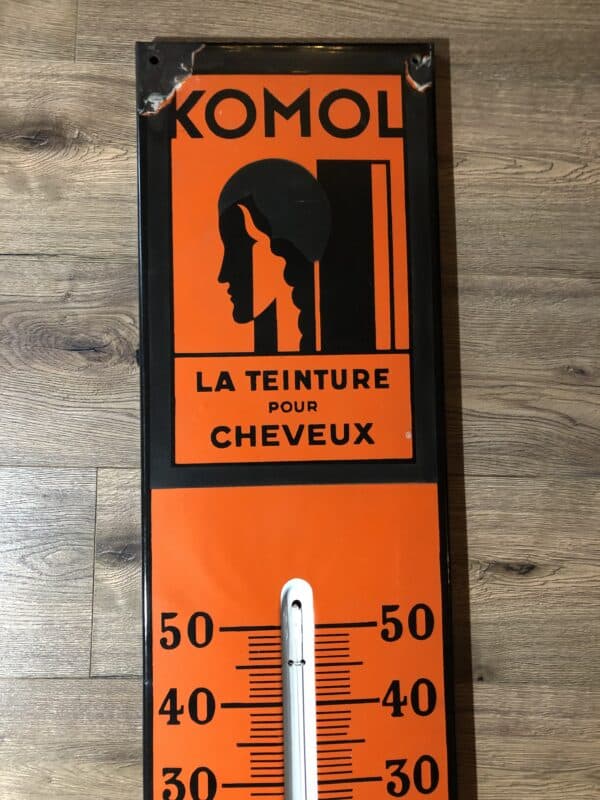 KOMOL
LA TEINTURE
POUR
CHEVEUX
50 50
40 40
30 30